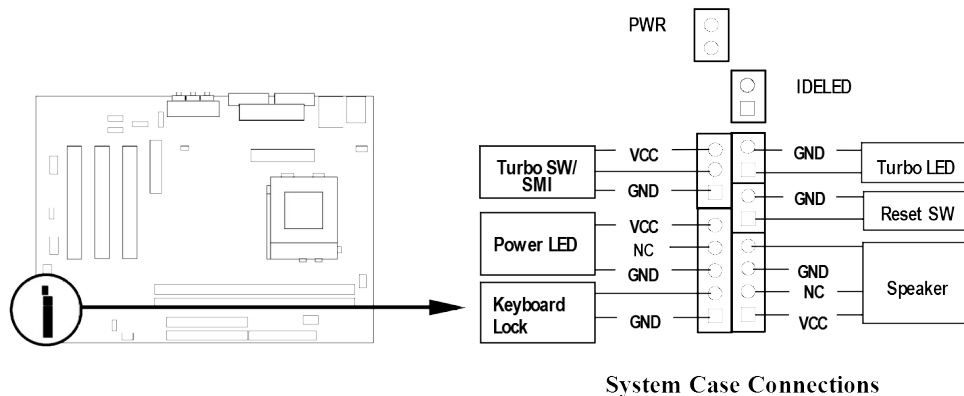 PWR
IDELED
VCC
Turbo SW/
SMI
GND
GND
Turbo LED
GND
Reset SW
VCC
Power LED
NC
GND
Keyboard
Lock
GND
GND
NC
Speaker
VCC
System Case Connections